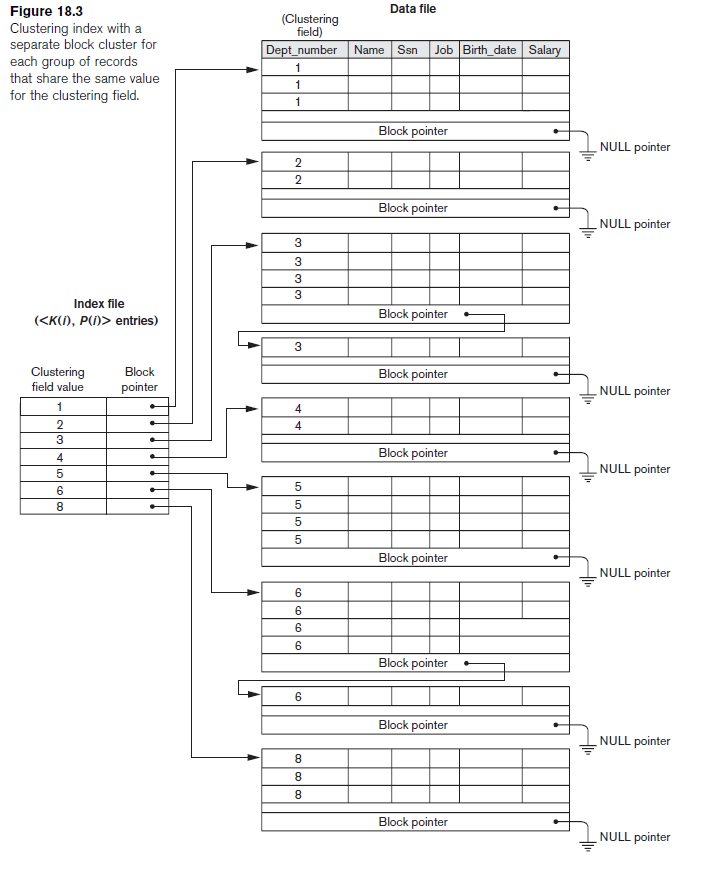 Figure 18.3
Clustering index with a
separate block cluster for
each group of records
that share the same value
for the clustering field.
Data file
(Clustering
field)
Dept_number Name Ssn Job Birth_date Salary
1
1
1
Block pointer
NULL pointer
2
2
Block pointer
NULL pointer
3
3
3
3
Block pointer
3
Block pointer
NULL pointer
Index file
(<K(i), P(i)> entries)
Clustering
field value
Block
pointer
1
2
3
4
5
6
8
4
4
Block pointer
NULL pointer
5
5
5
5
Block pointer
NULL pointer
6
6
6
6
Block pointer
6
Block pointer
NULL pointer
8
8
8
Block pointer
NULL pointer